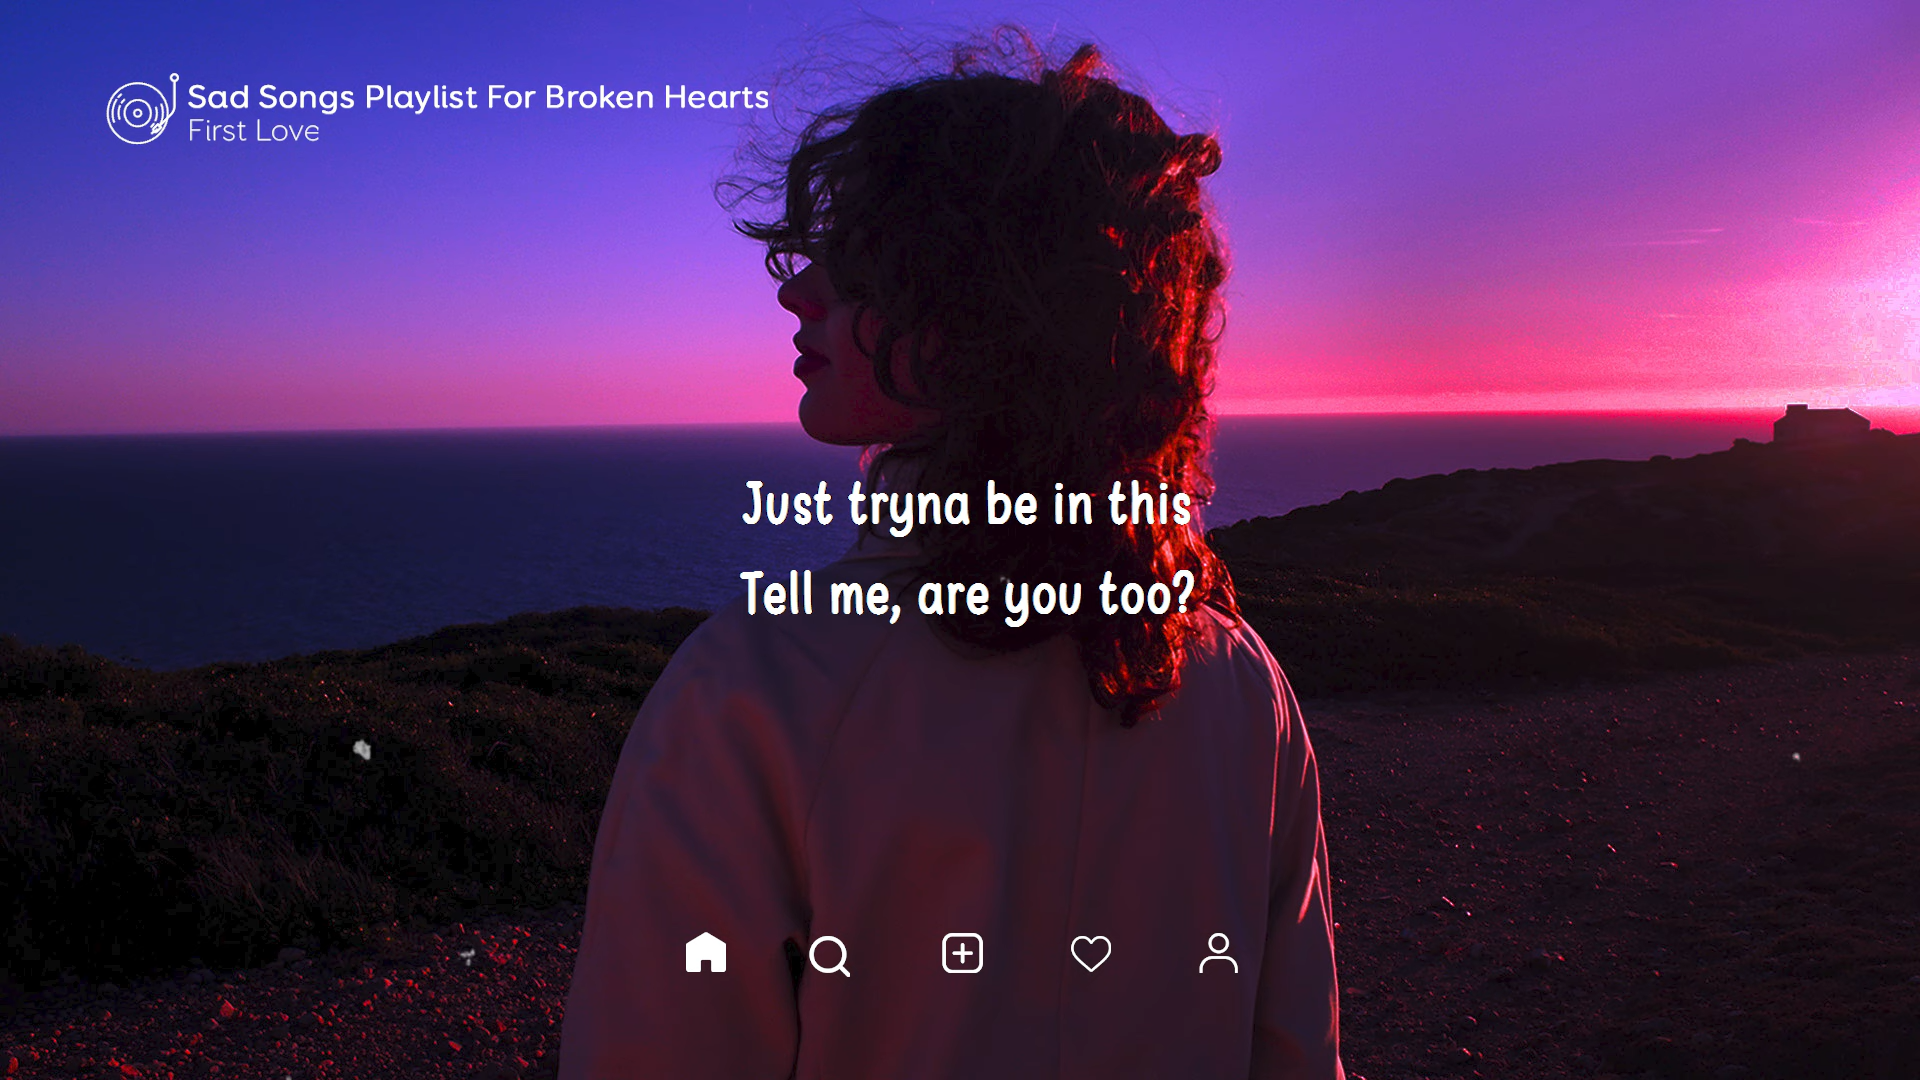 Sad Songs Playlist For Broken Hearts
First Love
Just tryna be in this
Tell me, are you too?